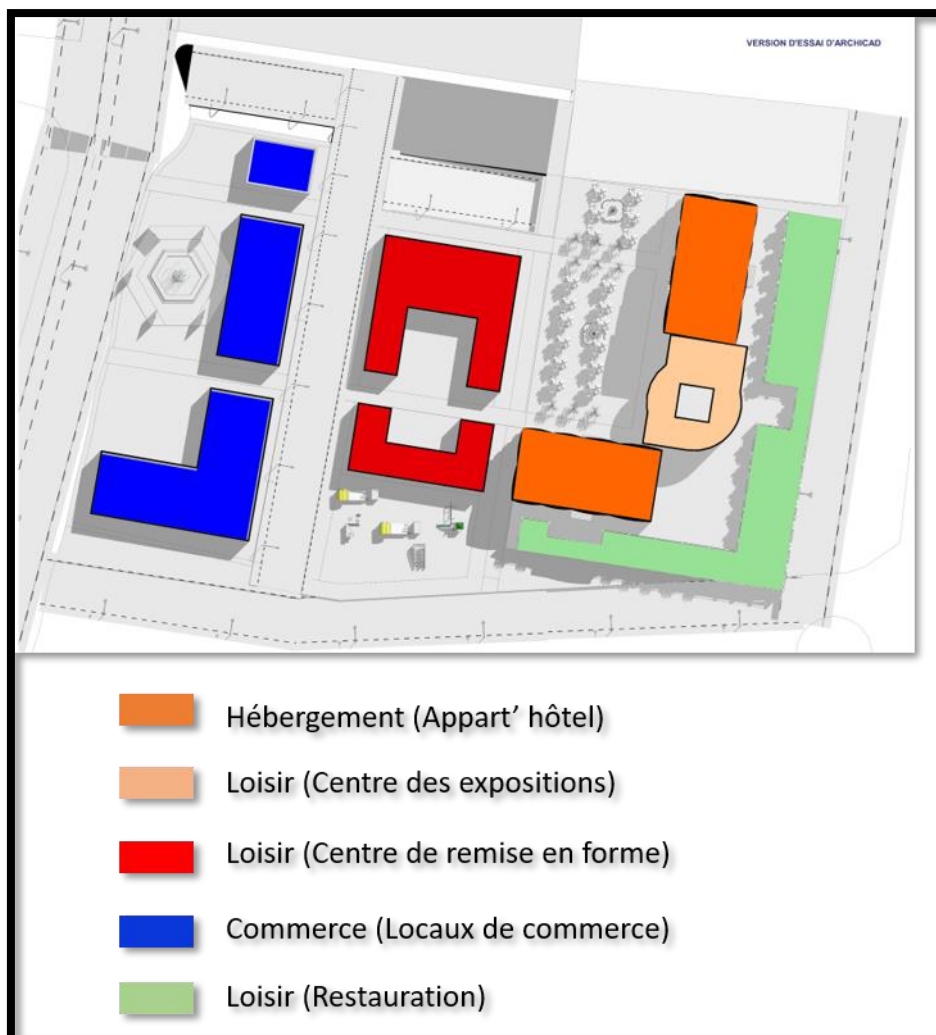 VERSION D'ESSAI D'ARCHICAD
Hébergement (Appart’ hôtel)
Loisir (Centre des expositions)
Loisir (Centre de remise en forme)
Commerce (Locaux de commerce)
Loisir (Restauration)